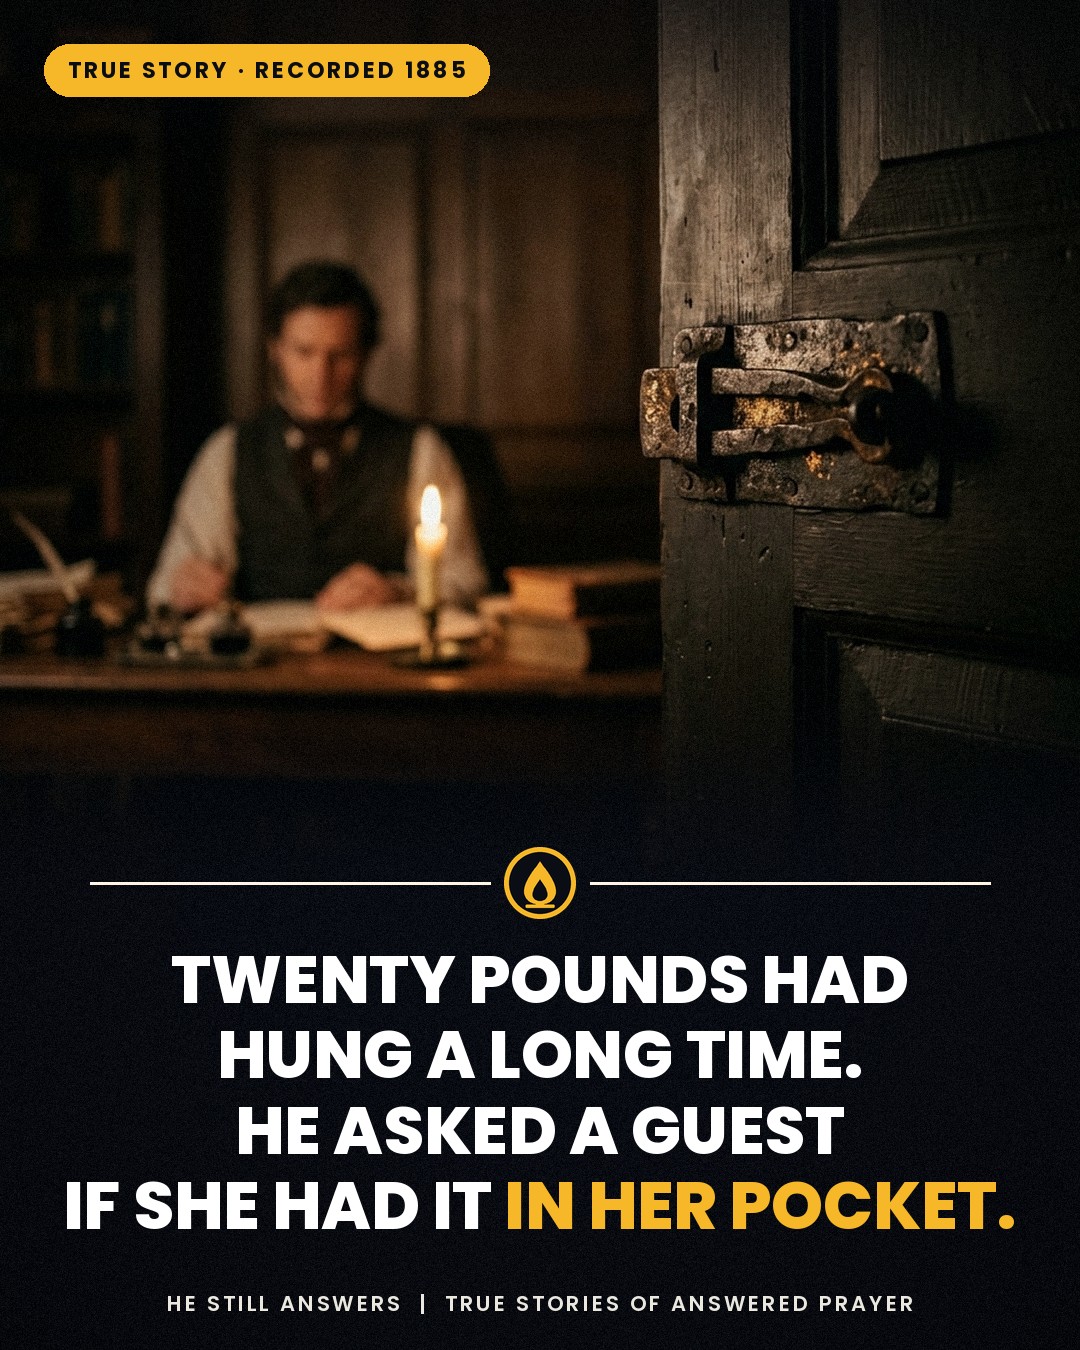 TRUE STORY · RECORDED 1885
TWENTY POUNDS HAD
HUNG A LONG TIME.
HE ASKED A GUEST
IF SHE HAD IT IN HER POCKET.
HE STILL ANSWERS | TRUE STORIES OF ANSWERED PRAYER